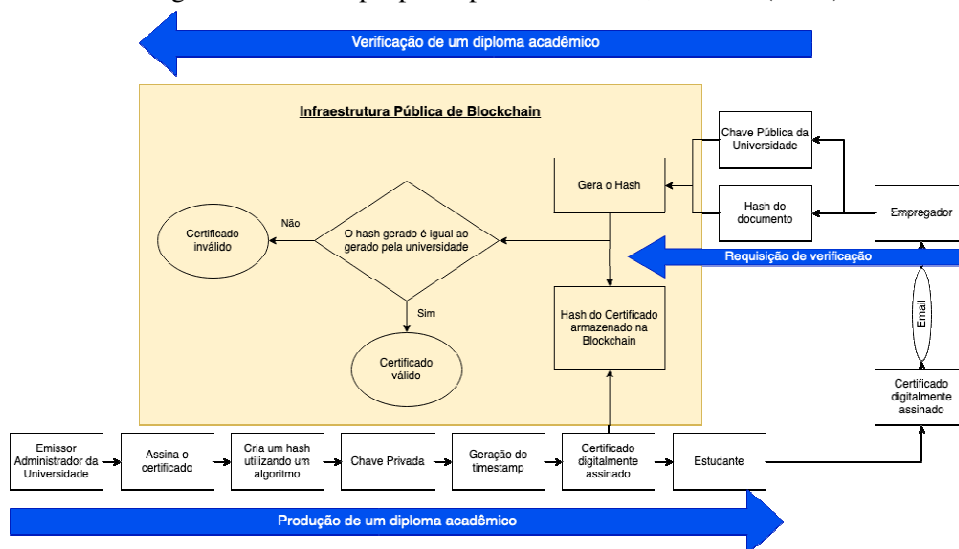 Verificação de um diploma acadêmico
Infraestrutura Pública de Blockchain
Chave Pública da
Universidade
Gera o Hash
Hash do
documento
Empregador
Certificado
inválido
Não
O hash gerado é igual ao
gerado pela universidade
Requisição de verificação
Sim
Hash do Certificado
armazenado na
Blockchain
Email
Certificado
válido
Certificado
digitalmente
assinado
Emissor
Administrador da
Universidade
Assina o
certificado
Cria um hash
utilizando um
algoritmo
Chave Privada
Geração do
timestamp
Certificado
digitalmente
assinado
Estudante
Produção de um diploma acadêmico